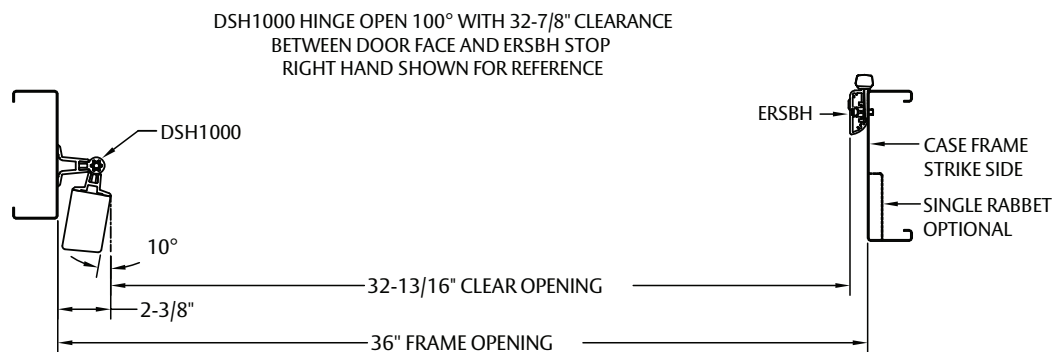 DSH1000 HINGE OPEN 100° WITH 32-7/8" CLEARANCE
BETWEEN DOOR FACE AND ERSBH STOP
RIGHT HAND SHOWN FOR REFERENCE
DSH1000
ERSBH
CASE FRAME
STRIKE SIDE
SINGLE RABBET
OPTIONAL
10°
32-13/16" CLEAR OPENING
2-3/8"
36" FRAME OPENING